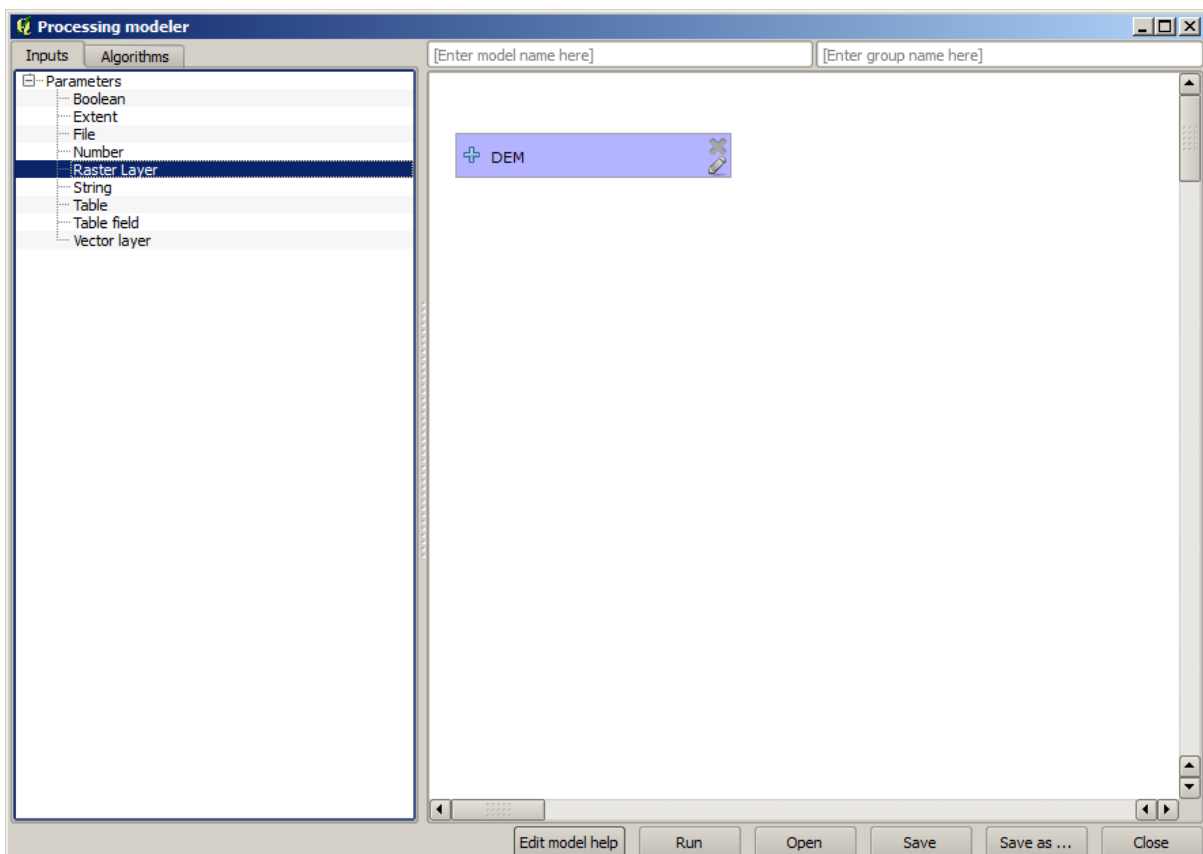 Processing modeler
Inputs Algorithms
[Enter model name here] [Enter group name here]
Parameters
Boolean
Extent
File
Number
Raster Layer
String
Table
Table field
Vector layer
DEM
Edit model help Run Open Save Save as ... Close